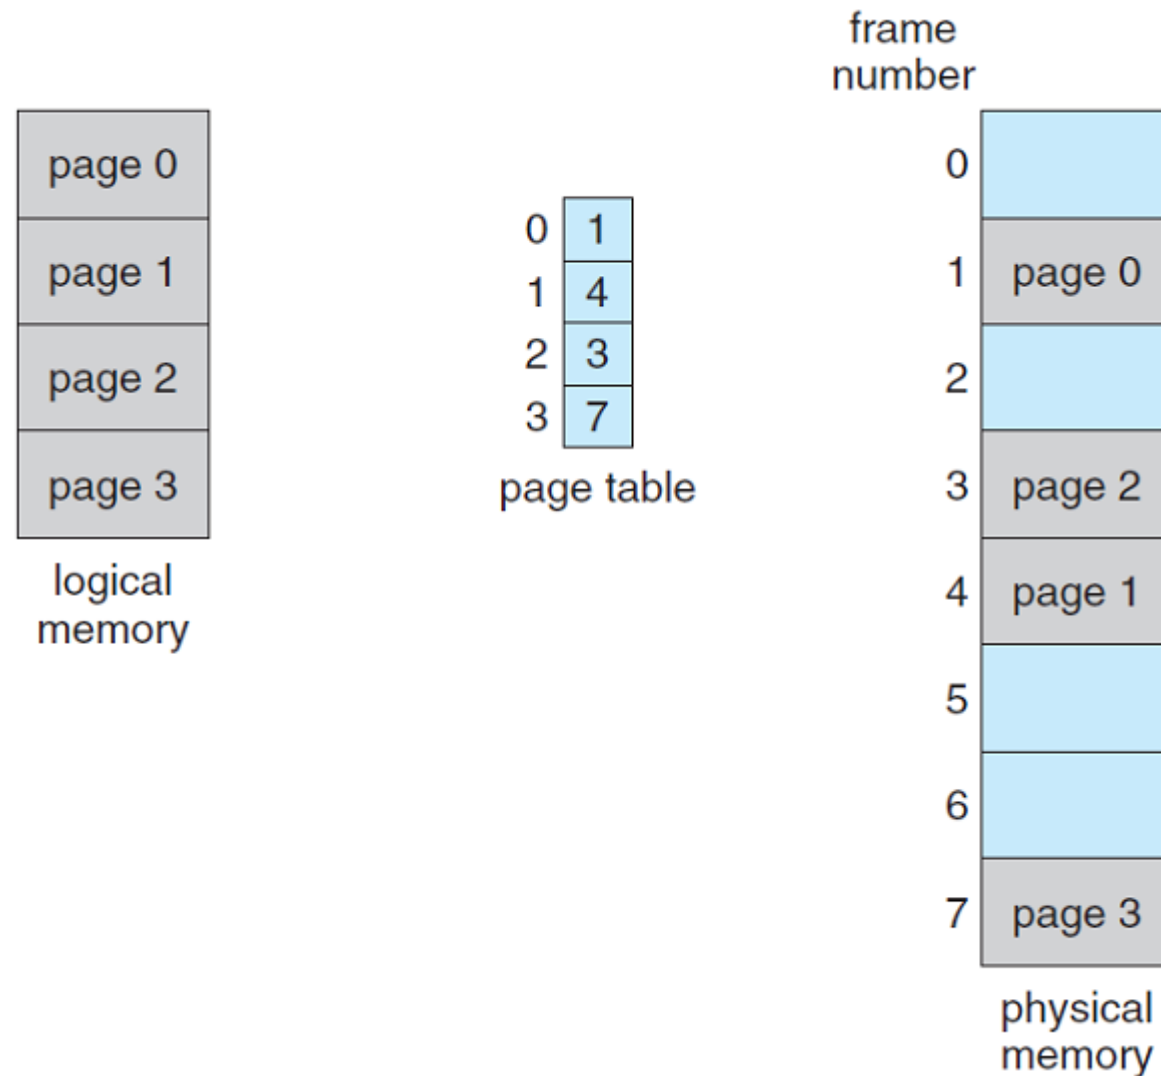 page 0
page 1
page 2
page 3
logical
memory
0 1
1 4
2 3
3 7
page table
frame
number
0
1 page 0
2
3 page 2
4 page 1
5
6
7 page 3
physical
memory